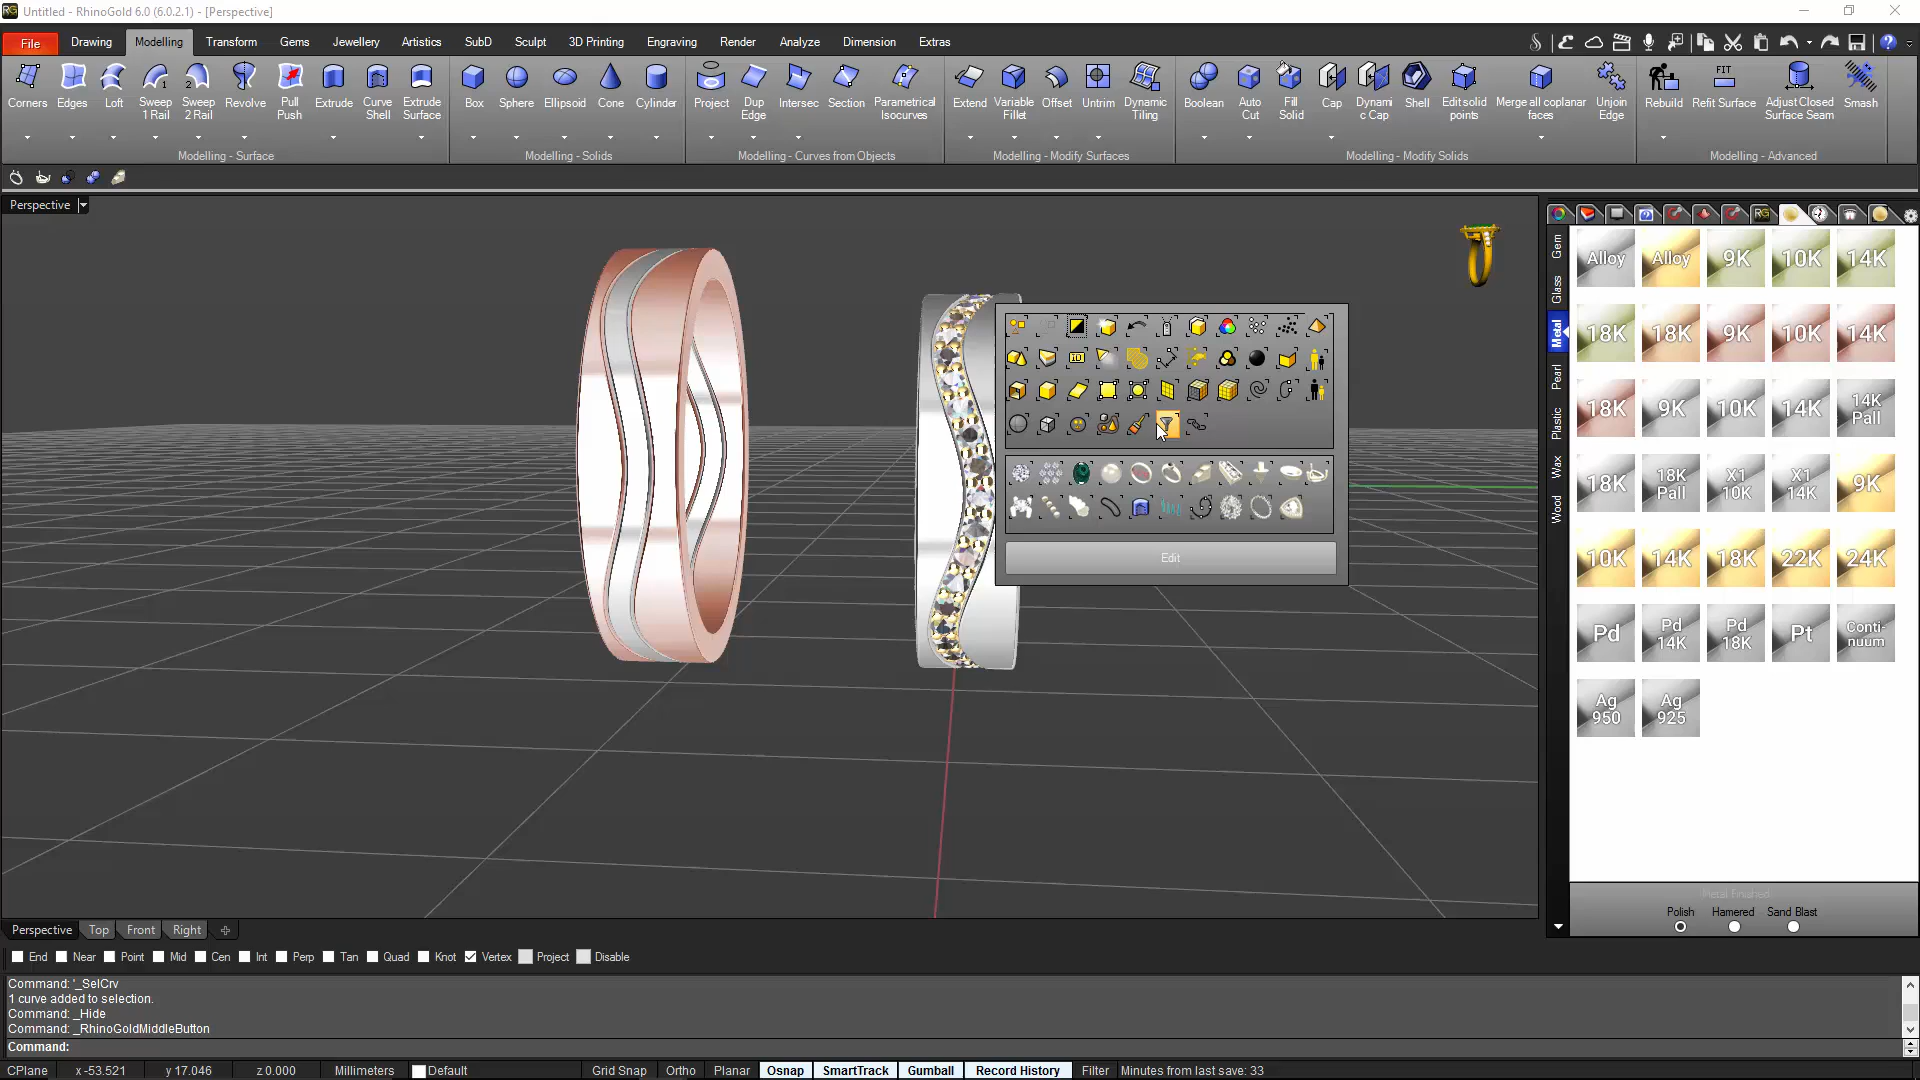 Untitled - RhinoGold 6.0 (6.0.2.1) - [Perspective]
File Drawing Modelling Transform Gems Jewellery Artistics SubD Sculpt 3D Printing Engraving Render Analyze Dimension Extras
Corners Edges Loft Sweep 1 Rail Sweep 2 Rail Revolve Pull Push Extrude Curve Shell Extrude Surface
Box Sphere Ellipsoid Cone Cylinder
Project Dup Edge Intersec Section Parametrical Isocurves
Extend Variable Fillet Offset Untrim Dynamic Tiling
Boolean Auto Cut Fill Solid Cap Dynami c Cap Shell Edit solid points Merge all coplanar faces Unjoin Edge
Rebuild FIT Refit Surface Adjust Closed Surface Seam Smash
Modelling - Surface Modelling - Solids Modelling - Curves from Objects Modelling - Modify Surfaces Modelling - Modify Solids Modelling - Advanced
Perspective
Edit
Gem
Glass
Metal
Pearl
Plastic
Wax
Wood
Alloy Alloy 9K 10K 14K
18K 18K 9K 10K 14K
18K 9K 10K 14K 14K Pall
18K 18K Pall X1 10K X1 14K 9K
10K 14K 18K 22K 24K
Pd Pd 14K Pd 18K Pt Conti-nuum
Ag 950 Ag 925
Metal Finished
Polish Hamered Sand Blast
Perspective Top Front Right
End Near Point Mid Cen Int Perp Tan Quad Knot Vertex Project Disable
Command: '_SelCrv
1 curve added to selection.
Command: _Hide
Command: _RhinoGoldMiddleButton
Command:
CPlane x -53.521 y 17.046 z 0.000 Millimeters Default Grid Snap Ortho Planar Osnap SmartTrack Gumball Record History Filter Minutes from last save: 33